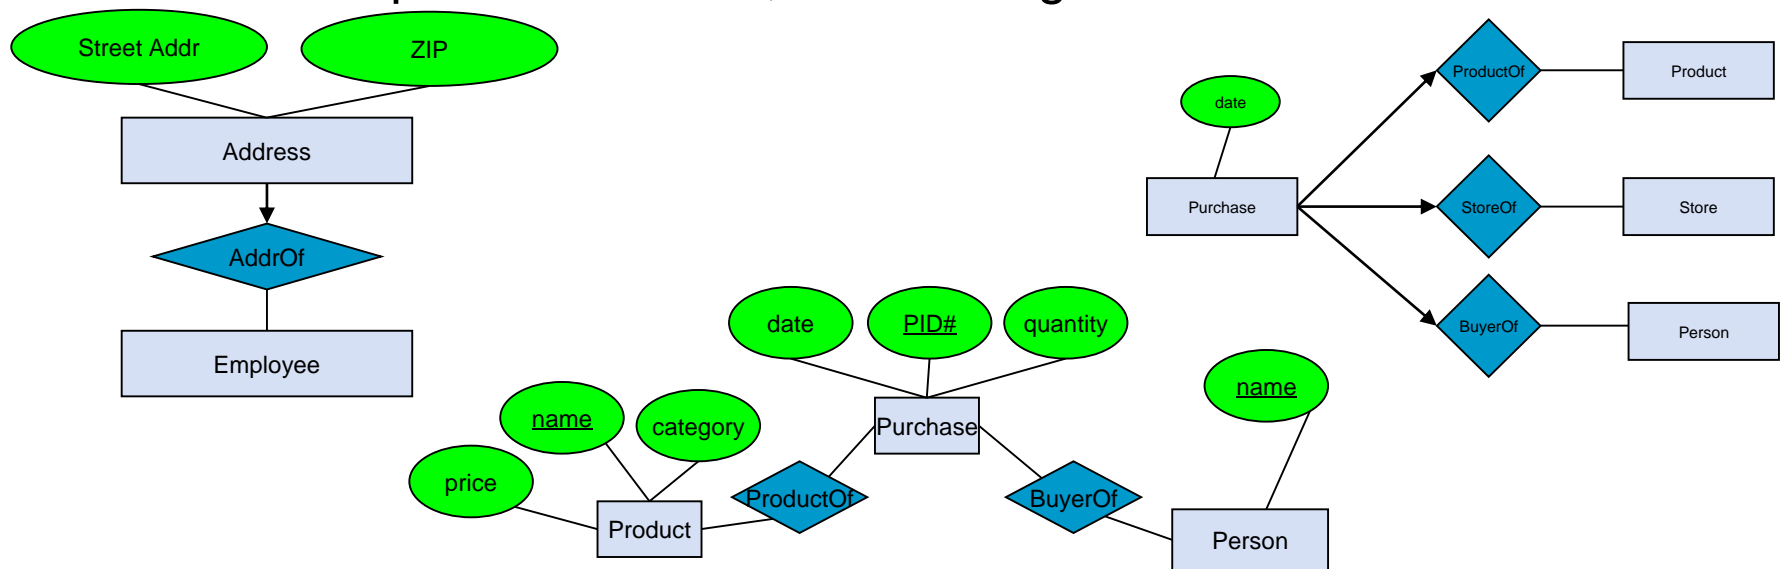 Street Addr
ZIP
Address
AddrOf
Employee
date
Purchase
ProductOf
Product
StoreOf
Store
BuyerOf
Person
date
PID#
quantity
Purchase
name
category
price
Product
ProductOf
BuyerOf
name
Person